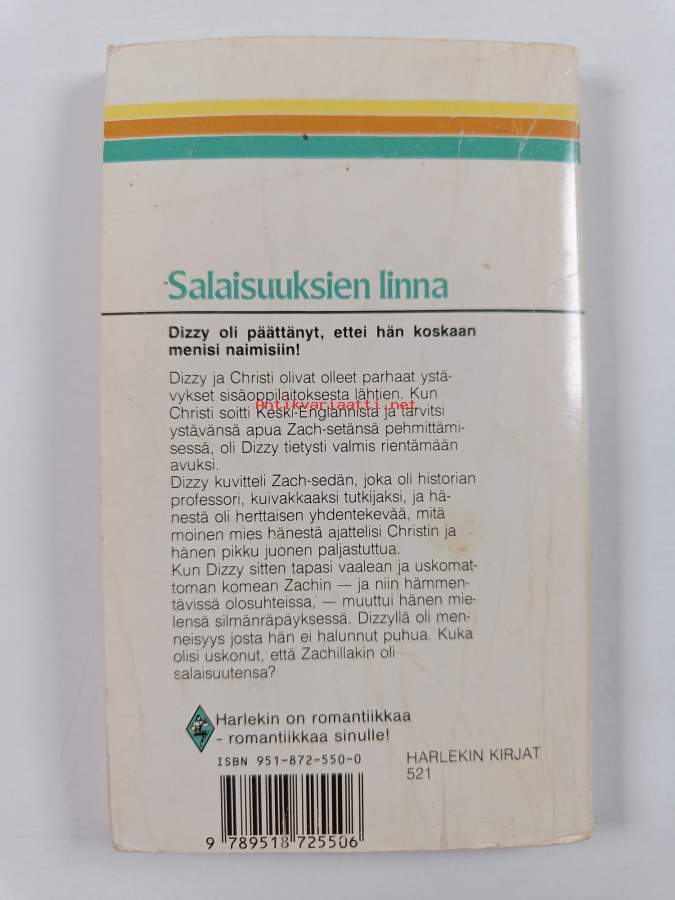 Salaisuuksien linna
Dizzy oli päättänyt, ettei hän koskaan
menisi naimisiin!
Dizzy ja Christi olivat olleet parhaat ystä-
vykset sisäoppilaitoksesta lähtien. Kun
Antikvariaatti.net
Christi soitti Keski-Englannista ja tarvitsi
ystävänsä apua Zach-setänsä pehmittämi-
sessä, oli Dizzy tietysti valmis rientämään
avuksi.
Dizzy kuvitteli Zach-sedän, joka oli historian
professori, kuivakkaaksi tutkijaksi, ja hä-
nestä oli herttaisen yhdentekevää, mitä
moinen mies hänestä ajattelisi Christin ja
hänen pikku juonen paljastuttua.
Kun Dizzy sitten tapasi vaalean ja uskomat-
toman komean Zachin — ja niin hämmen-
tävissä olosuhteissa, — muuttui hänen mie-
lensä silmänräpäyksessä. Dizzyllä oli men-
neisyys josta hän ei halunnut puhua. Kuka
olisi uskonut, että Zachillakin oli
salaisuutensa?
Harlekin on romantiikkaa
- romantiikkaa sinulle!
ISBN 951-872-550-0
HARLEKIN KIRJAT
521
9 789518 725506